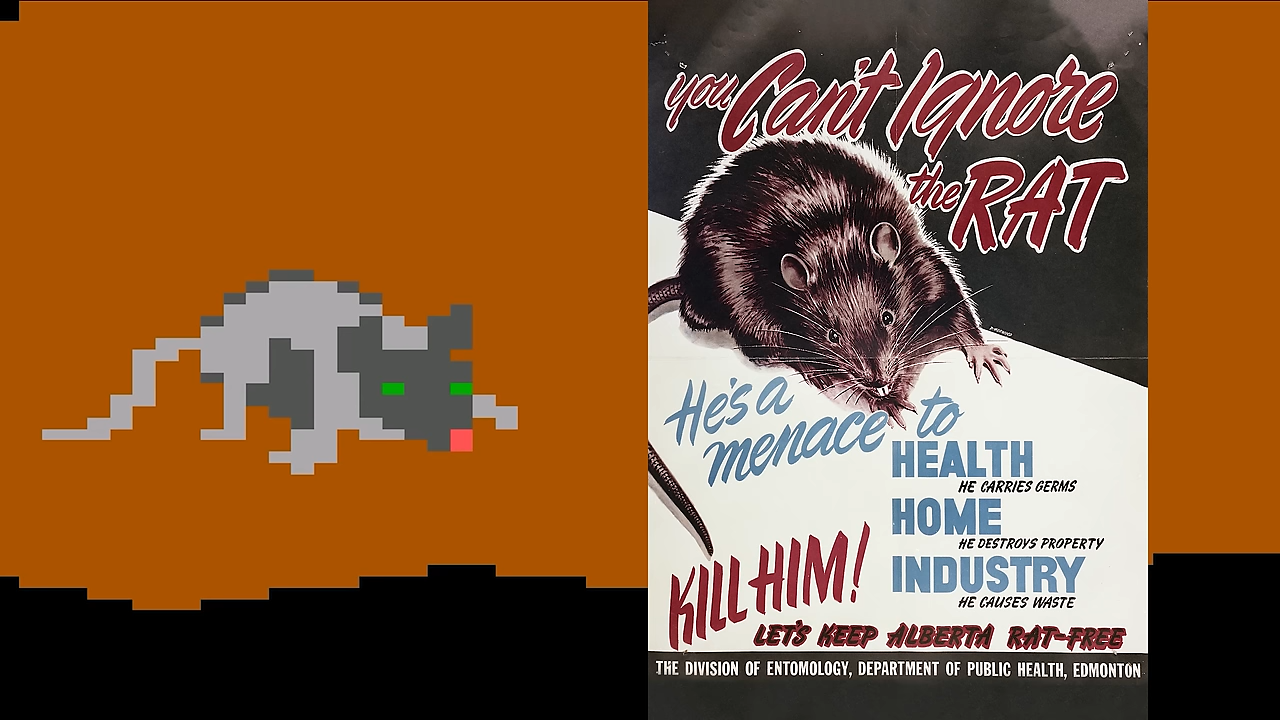 you Can't Ignore
the RAT
He's a
menace to
HEALTH
HE CARRIES GERMS
HOME
HE DESTROYS PROPERTY
INDUSTRY
HE CAUSES WASTE
KILL HIM!
LET'S KEEP ALBERTA RAT-FREE
THE DIVISION OF ENTOMOLOGY, DEPARTMENT OF PUBLIC HEALTH, EDMONTON